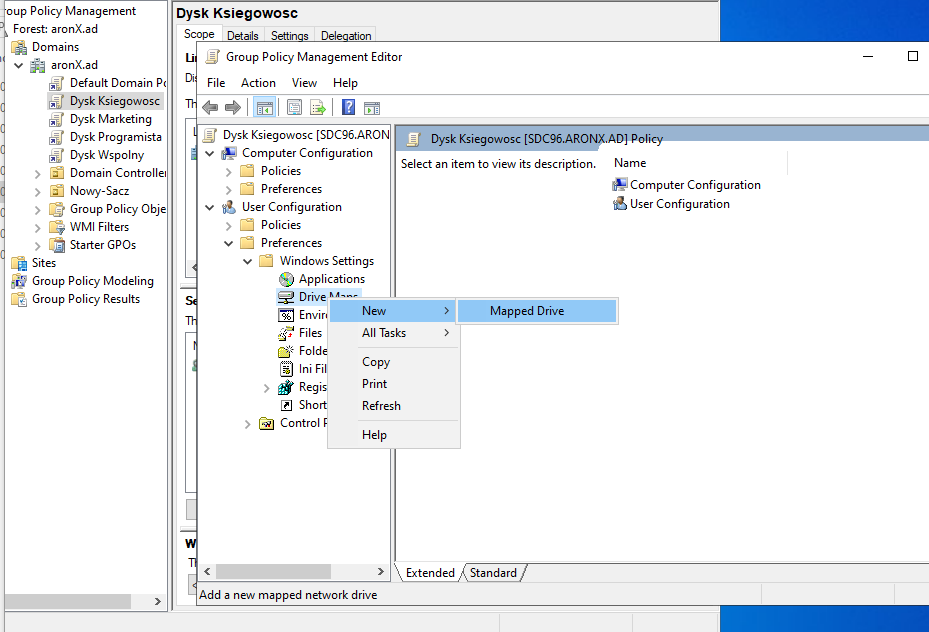 roup Policy Management
Forest: aronX.ad
Domains
aronX.ad
Default Domain Po
Dysk Ksiegowosc
Dysk Marketing
Dysk Programista
Dysk Wspolny
Domain Controller
Nowy-Sacz
Group Policy Obje
WMI Filters
Starter GPOs
Sites
Group Policy Modeling
Group Policy Results
Dysk Ksiegowosc
Scope Details Settings Delegation
Group Policy Management Editor
File Action View Help
Dysk Ksiegowosc [SDC96.ARON
Computer Configuration
Policies
Preferences
User Configuration
Policies
Preferences
Windows Settings
Applications
Drive Maps
Enviro
Files
Folde
Ini Fil
Regis
Short
Control P
New
All Tasks
Copy
Print
Refresh
Help
Mapped Drive
Dysk Ksiegowosc [SDC96.ARONX.AD] Policy
Select an item to view its description.
Name
Computer Configuration
User Configuration
Extended Standard
Add a new mapped network drive